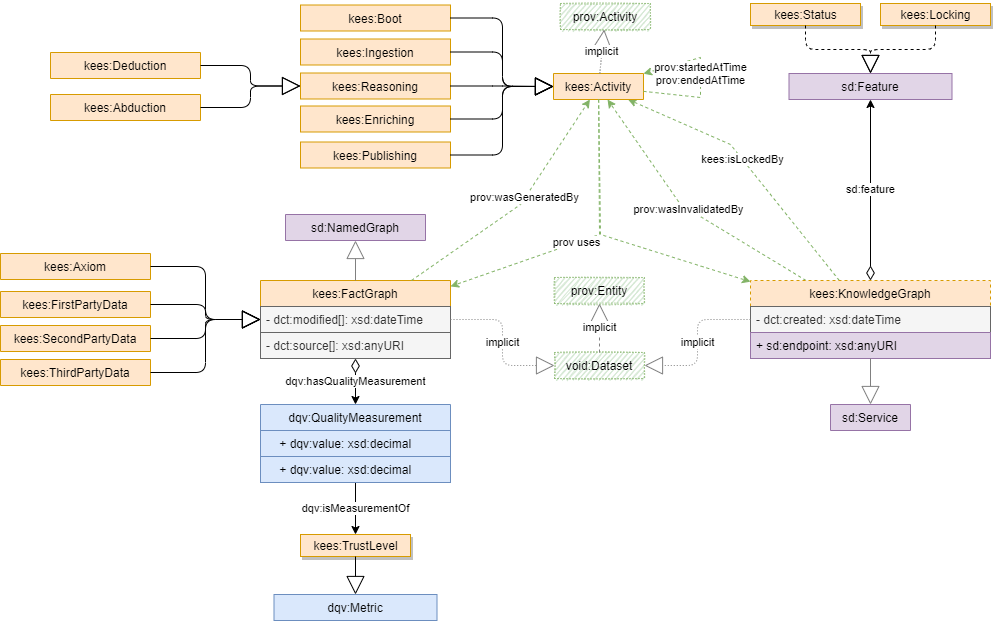 kees:Boot
prov:Activity
kees:Status
kees:Locking
kees:Ingestion
implicit
kees:Deduction
prov:startedAtTime
prov:endedAtTime
kees:Reasoning
kees:Activity
sd:Feature
kees:Abduction
kees:Enriching
kees:Publishing
kees:isLockedBy
sd:feature
prov:wasGeneratedBy
prov:wasInvalidatedBy
sd:NamedGraph
prov uses
kees:Axiom
kees:FactGraph
prov:Entity
kees:KnowledgeGraph
kees:FirstPartyData
- dct:modified[]: xsd:dateTime
- dct:created: xsd:dateTime
implicit
kees:SecondPartyData
- dct:source[]: xsd:anyURI
implicit
implicit
+ sd:endpoint: xsd:anyURI
kees:ThirdPartyData
void:Dataset
dqv:hasQualityMeasurement
dqv:QualityMeasurement
sd:Service
+ dqv:value: xsd:decimal
+ dqv:value: xsd:decimal
dqv:isMeasurementOf
kees:TrustLevel
dqv:Metric